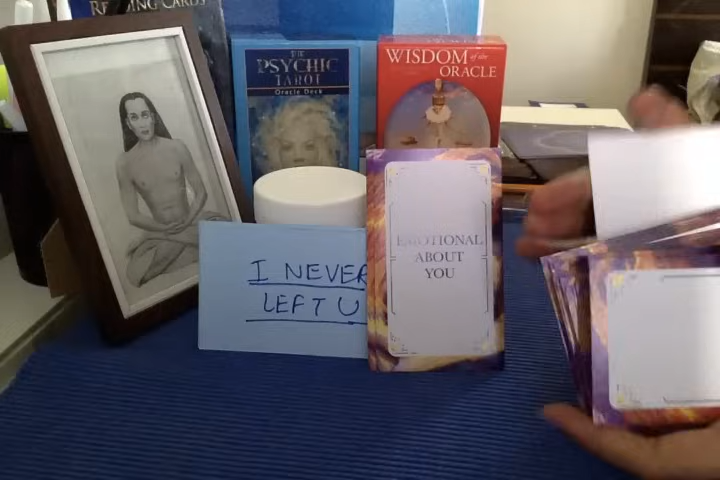 READING CARDS
THE
PSYCHIC
TAROT
Oracle Deck
WISDOM of the
ORACLE
I NEVER
LEFT U
EMOTIONAL
ABOUT
YOU